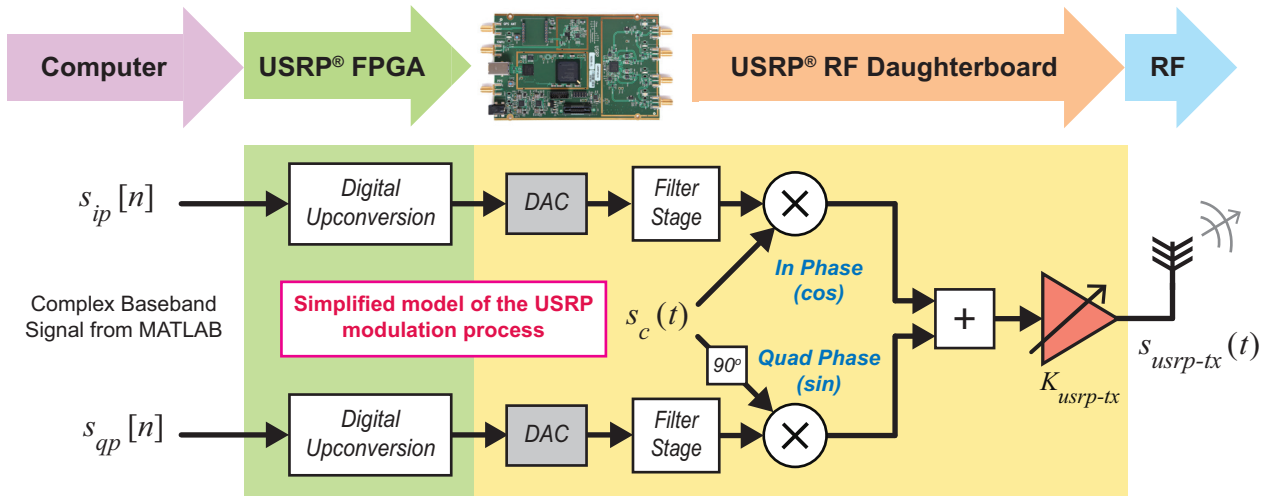 Computer
USRP® FPGA
USRP® RF Daughterboard
RF
s_ip[n]
Digital
Upconversion
DAC
Filter
Stage
×
In Phase
(cos)
Complex Baseband
Signal from MATLAB
Simplified model of the USRP
modulation process
s_c(t)
+
90°
Quad Phase
(sin)
K_usrp-tx
s_usrp-tx(t)
s_qp[n]
Digital
Upconversion
DAC
Filter
Stage
×